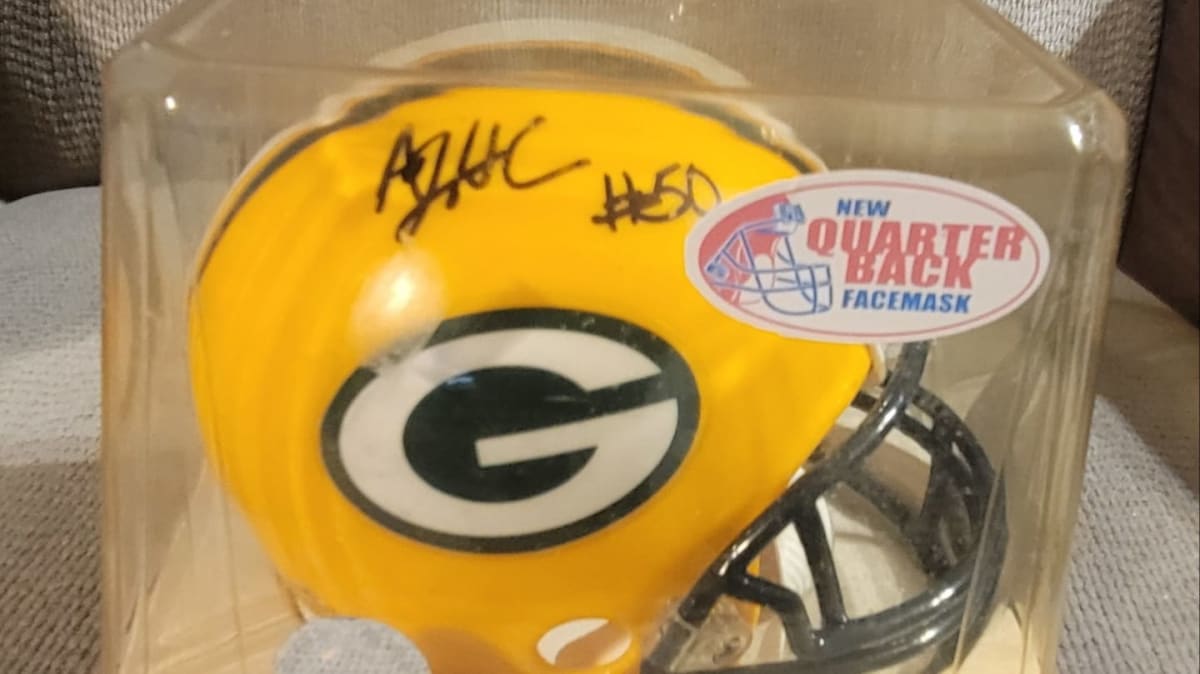 #50
NEW
QUARTER
BACK
FACEMASK
G